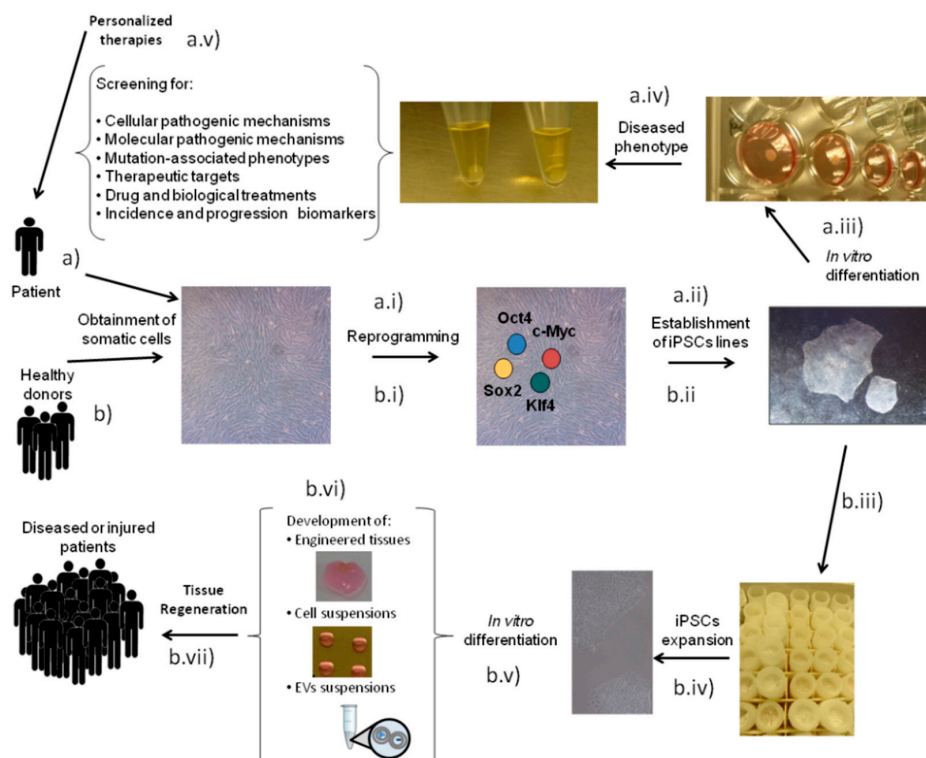 Personalized
therapies
a.v)
Screening for:
• Cellular pathogenic mechanisms
• Molecular pathogenic mechanisms
• Mutation-associated phenotypes
• Therapeutic targets
• Drug and biological treatments
• Incidence and progression biomarkers
a.iv)
Diseased
phenotype
a.iii)
In vitro
differentiation
a)
Patient
Obtainment of
somatic cells
Healthy
donors
b)
a.i)
Reprogramming
b.i)
Oct4
c-Myc
Sox2
Klf4
a.ii)
Establishment
of iPSCs lines
b.ii
b.iii)
iPSCs
expansion
b.iv)
In vitro
differentiation
b.v)
b.vi)
Development of:
• Engineered tissues
• Cell suspensions
• EVs suspensions
Tissue
Regeneration
b.vii)
Diseased or injured
patients